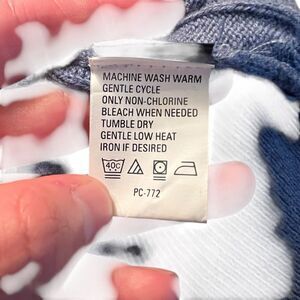 MACHINE WASH WARM
GENTLE CYCLE
ONLY NON-CHLORINE
BLEACH WHEN NEEDED
TUMBLE DRY
GENTLE LOW HEAT
IRON IF DESIRED
40C
PC-772